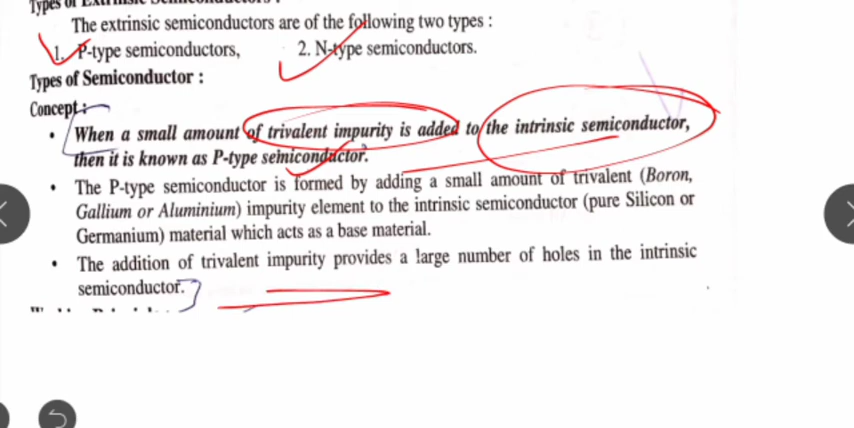 Types of Extrinsic Semiconductors :
The extrinsic semiconductors are of the following two types :
1. P-type semiconductors, 2. N-type semiconductors.
Types of Semiconductor :
Concept :
• When a small amount of trivalent impurity is added to the intrinsic semiconductor,
then it is known as P-type semiconductor.
• The P-type semiconductor is formed by adding a small amount of trivalent (Boron,
Gallium or Aluminium) impurity element to the intrinsic semiconductor (pure Silicon or
Germanium) material which acts as a base material.
• The addition of trivalent impurity provides a large number of holes in the intrinsic
semiconductor.